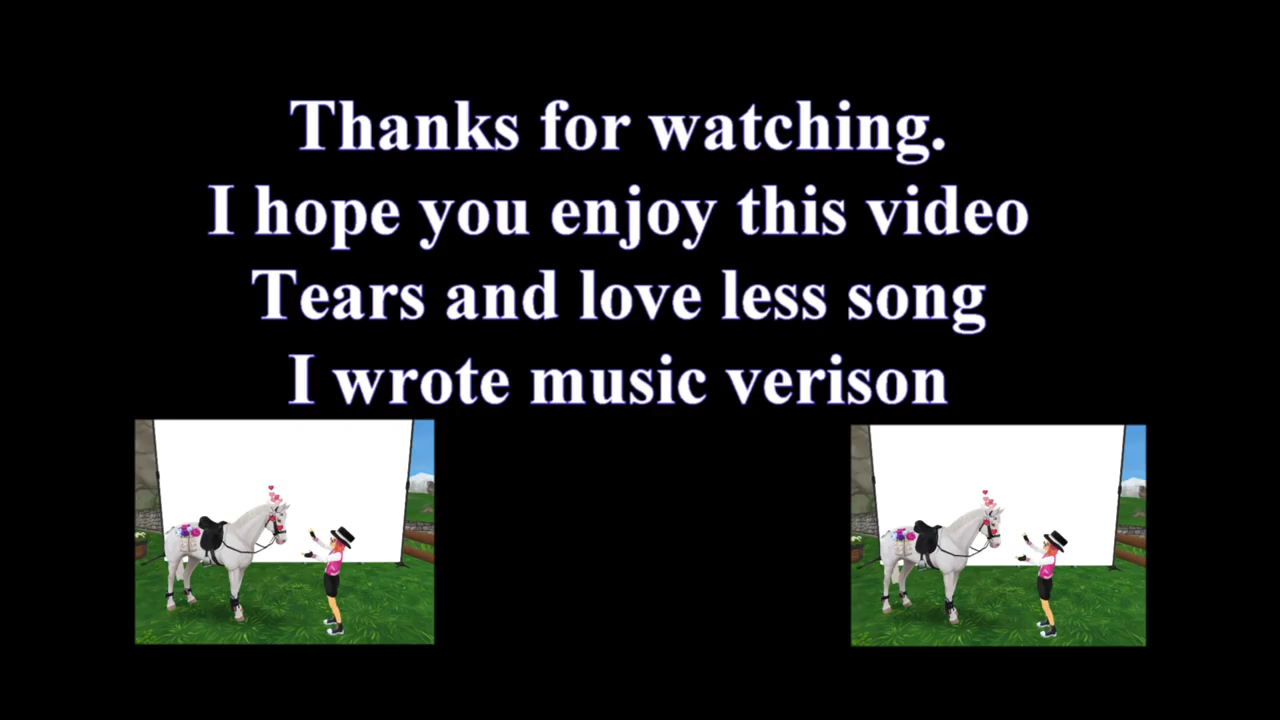 Thanks for watching.
I hope you enjoy this video
Tears and love less song
I wrote music verison